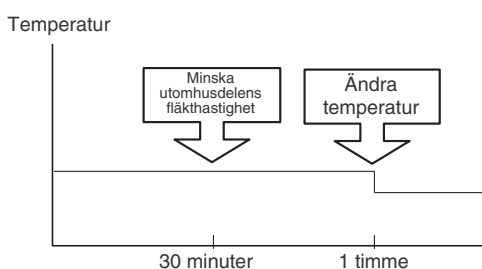 Temperatur
Minska
utomhusdelens
fläkthastighet
Ändra
temperatur
30 minuter
1 timme